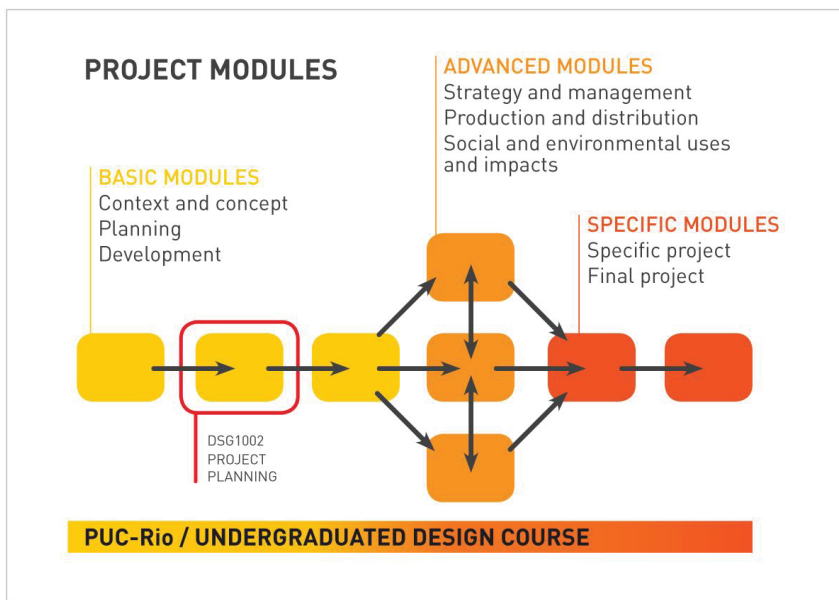 PROJECT MODULES
ADVANCED MODULES
Strategy and management
Production and distribution
Social and environmental uses
and impacts
BASIC MODULES
Context and concept
Planning
Development
SPECIFIC MODULES
Specific project
Final project
DSG1002
PROJECT
PLANNING
PUC-Rio / UNDERGRADUATED DESIGN COURSE